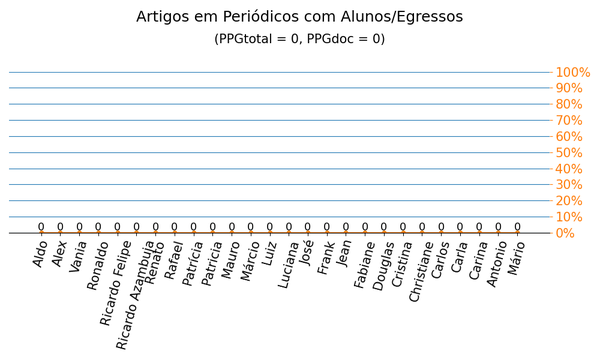 Artigos em Periódicos com Alunos/Egressos
(PPGtotal = 0, PPGdoc = 0)
100%
90%
80%
70%
60%
50%
40%
30%
20%
10%
0%
0 0 0 0 0 0 0 0 0 0 0 0 0 0 0 0 0 0 0 0 0 0 0 0 0 0
Aldo
Alex
Vania
Ronaldo
Ricardo Felipe
Ricardo Azambuja
Renato
Rafael
Patrícia
Patricia
Mauro
Márcio
Luiz
Luciana
José
Frank
Jean
Fabiane
Douglas
Cristina
Christiane
Carlos
Carla
Carina
Antonio
Mário